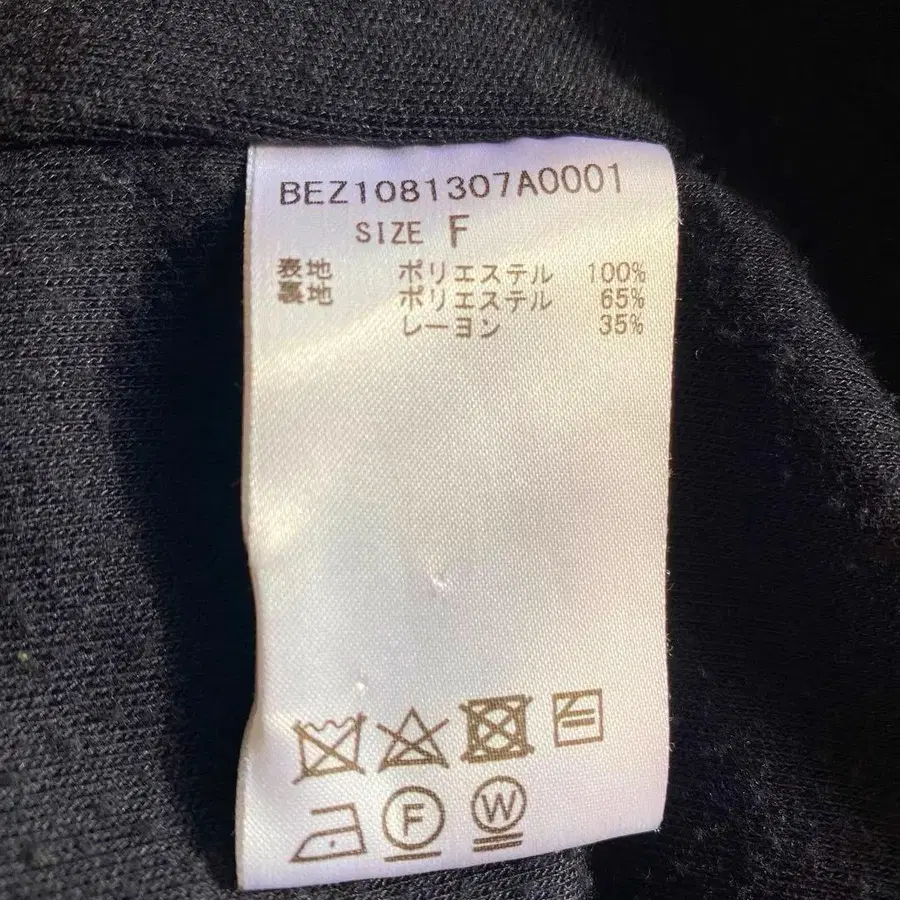 BEZ1081307A0001
SIZE F
表地 ポリエステル 100%
裏地 ポリエステル 65%
レーヨン 35%
F W